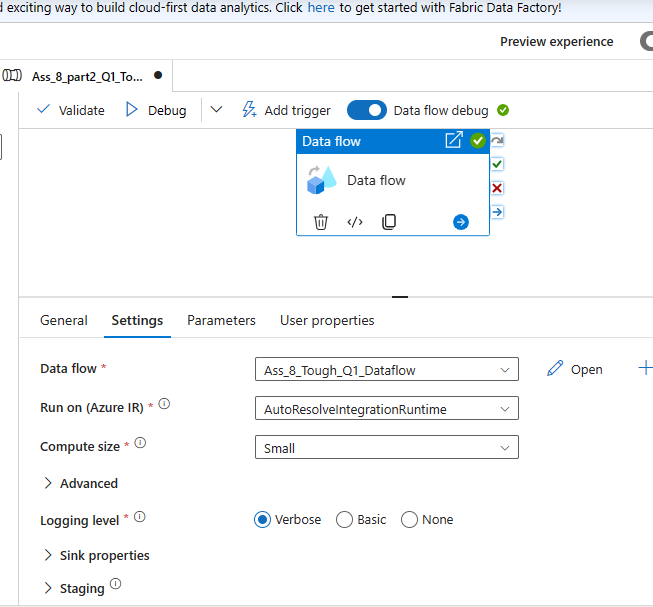 d exciting way to build cloud-first data analytics. Click here to get started with Fabric Data Factory!
Preview experience
Ass_8_part2_Q1_To...
Validate Debug Add trigger Data flow debug
Data flow
Data flow
General Settings Parameters User properties
Data flow * Ass_8_Tough_Q1_Dataflow Open
Run on (Azure IR) * AutoResolveIntegrationRuntime
Compute size * Small
Advanced
Logging level * Verbose Basic None
Sink properties
Staging